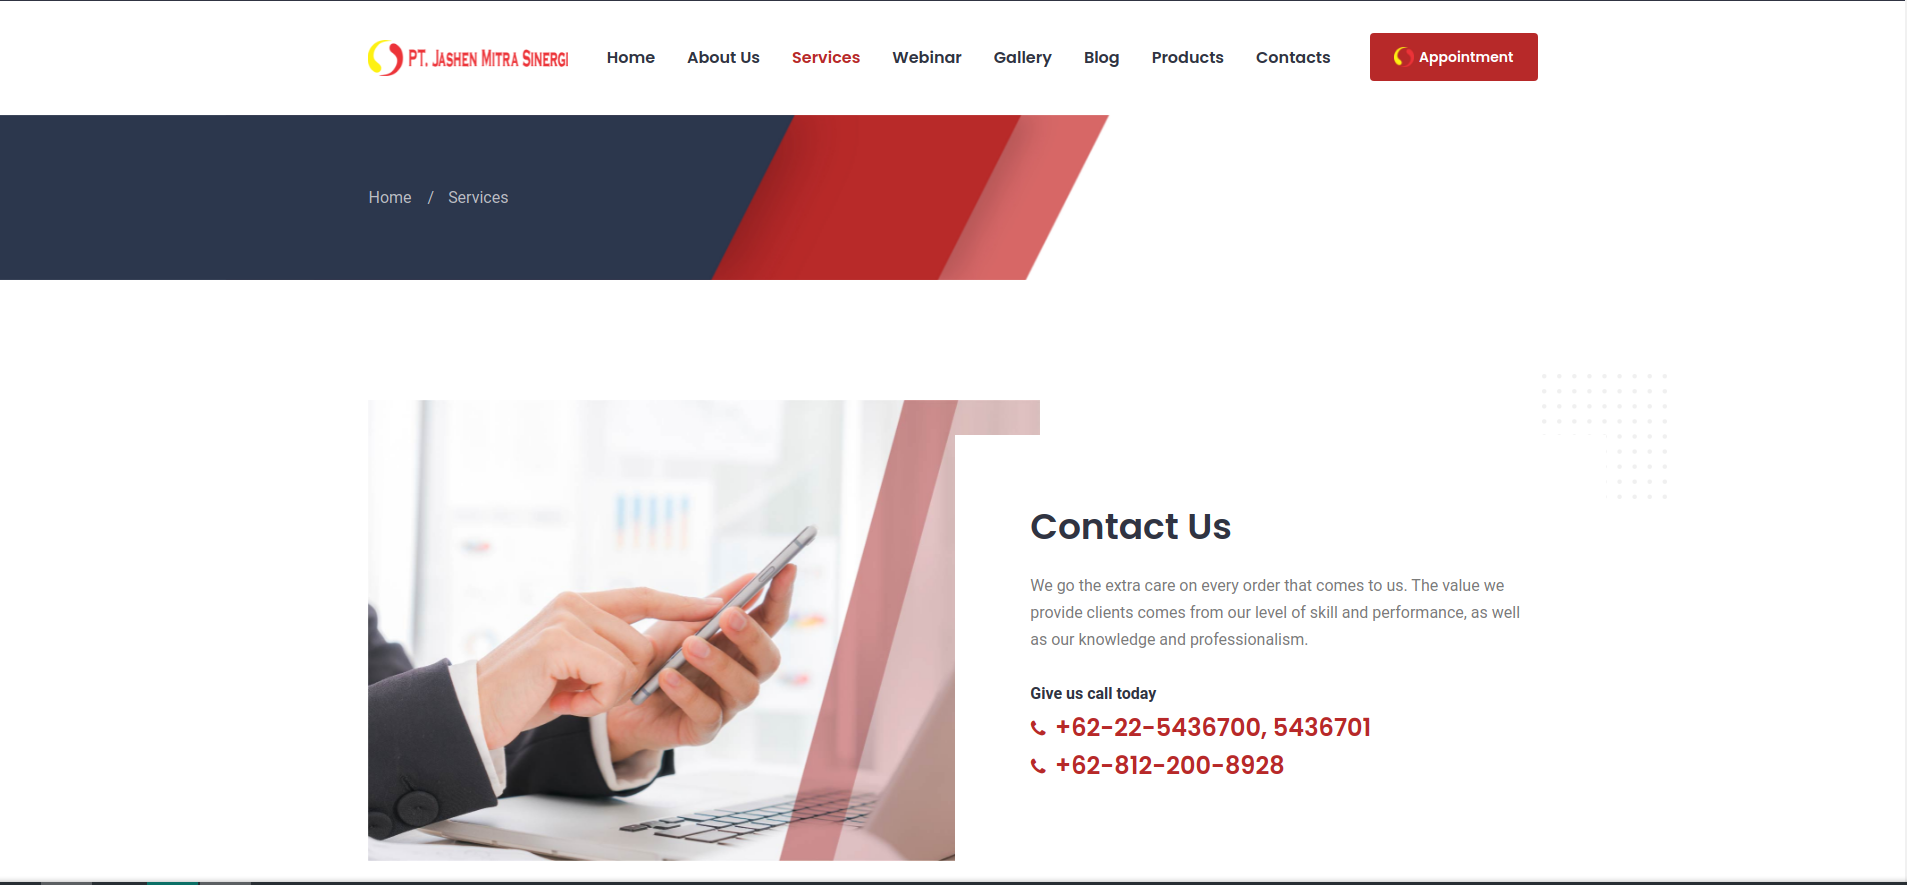 PT. JASHEN MITRA SINERGI
Home About Us Services Webinar Gallery Blog Products Contacts Appointment
Home / Services
Contact Us
We go the extra care on every order that comes to us. The value we
provide clients comes from our level of skill and performance, as well
as our knowledge and professionalism.
Give us call today
+62-22-5436700, 5436701
+62-812-200-8928